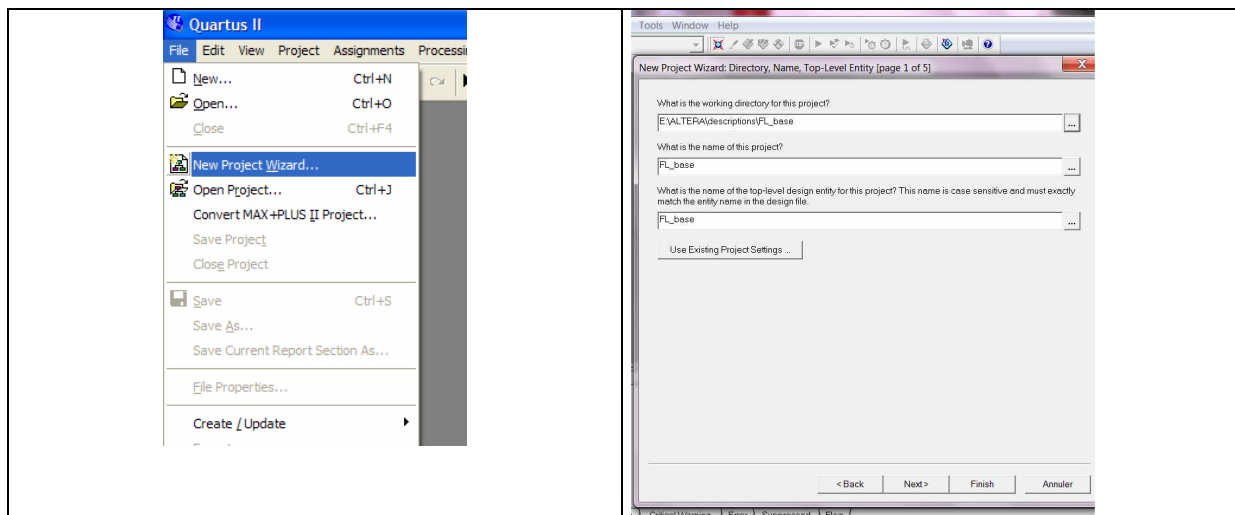 Quartus II
File Edit View Project Assignments Processi
New... Ctrl+N
Open... Ctrl+O
Close Ctrl+F4
New Project Wizard...
Open Project... Ctrl+J
Convert MAX+PLUS II Project...
Save Project
Close Project
Save Ctrl+S
Save As...
Save Current Report Section As...
File Properties...
Create / Update
Tools Window Help
New Project Wizard: Directory, Name, Top-Level Entity [page 1 of 5]
What is the working directory for this project?
E:\ALTERA\descriptions\FL_base
...
What is the name of this project?
FL_base
...
What is the name of the top-level design entity for this project? This name is case sensitive and must exactly
match the entity name in the design file.
FL_base
...
Use Existing Project Settings ...
< Back Next > Finish Annuler
Critical Warning Error Suppressed Flag